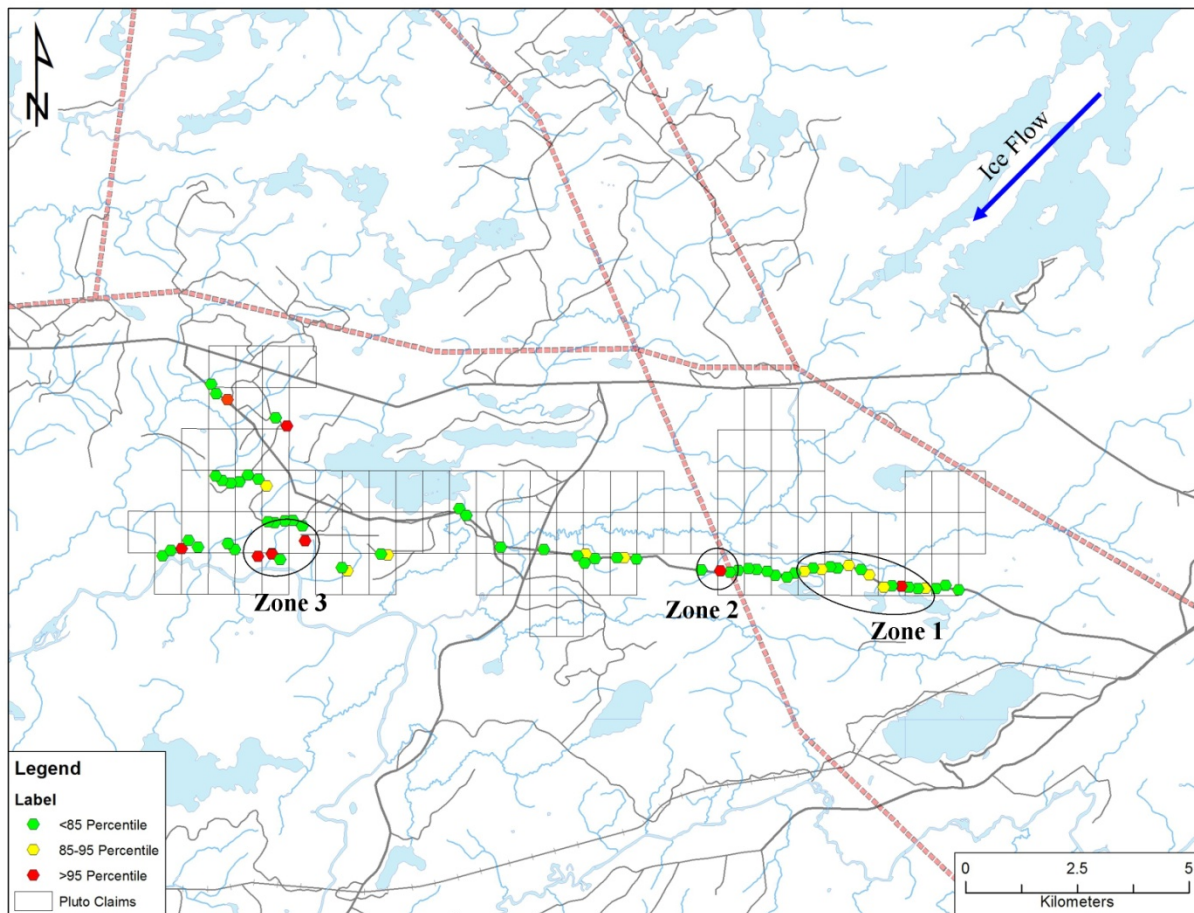 N
Ice Flow
Zone 3
Zone 2
Zone 1
Legend
Label
<85 Percentile
85-95 Percentile
>95 Percentile
Pluto Claims
0 2.5 5
Kilometers